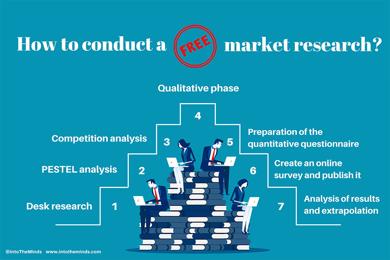 How to conduct a FREE market research?
Qualitative phase
4
Competition analysis
3
5
Preparation of the
quantitative questionnaire
PESTEL analysis
2
6
Create an online
survey and publish it
Desk research
1
7
Analysis of results
and extrapolation
©IntoTheMinds www.intotheminds.com